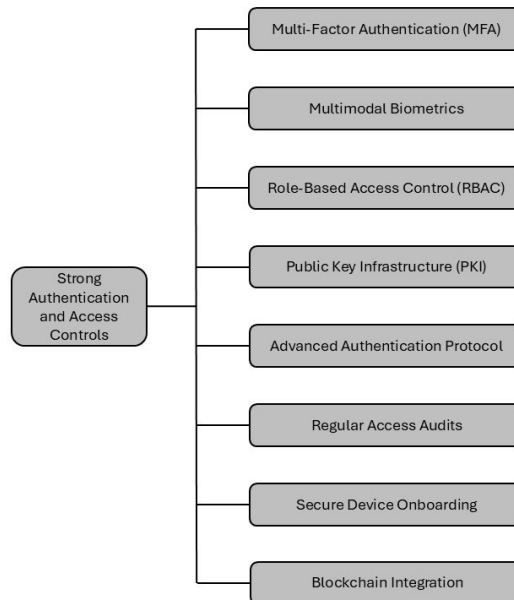 Multi-Factor Authentication (MFA)
Multimodal Biometrics
Role-Based Access Control (RBAC)
Public Key Infrastructure (PKI)
Strong
Authentication
and Access
Controls
Advanced Authentication Protocol
Regular Access Audits
Secure Device Onboarding
Blockchain Integration